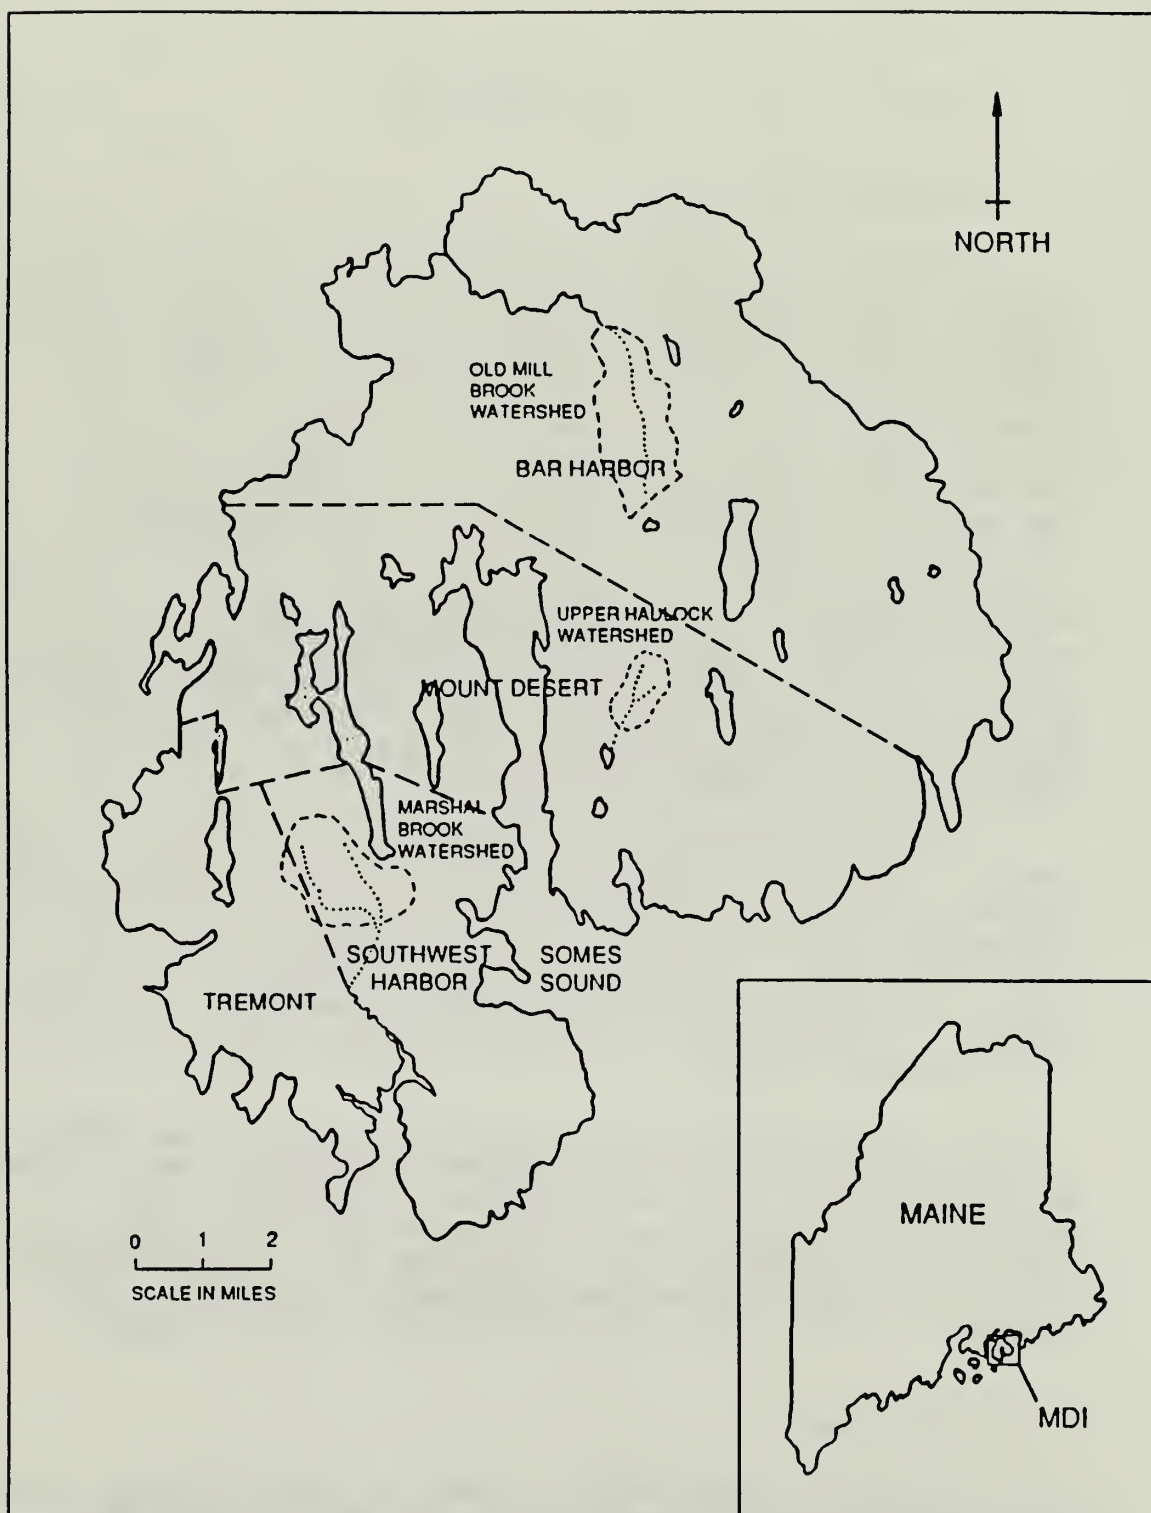 NORTH
OLD MILL
BROOK
WATERSHED
BAR HARBOR
UPPER HADLOCK
WATERSHED
MOUNT DESERT
MARSHAL
BROOK
WATERSHED
SOUTHWEST
HARBOR
SOMES
SOUND
TREMONT
0 1 2
SCALE IN MILES
MAINE
MDI